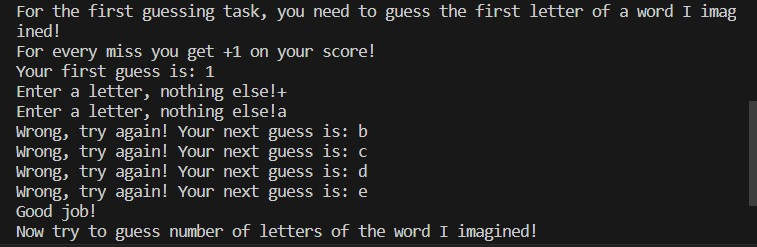 For the first guessing task, you need to guess the first letter of a word I imag
ined!
For every miss you get +1 on your score!
Your first guess is: 1
Enter a letter, nothing else!+
Enter a letter, nothing else!a
Wrong, try again! Your next guess is: b
Wrong, try again! Your next guess is: c
Wrong, try again! Your next guess is: d
Wrong, try again! Your next guess is: e
Good job!
Now try to guess number of letters of the word I imagined!